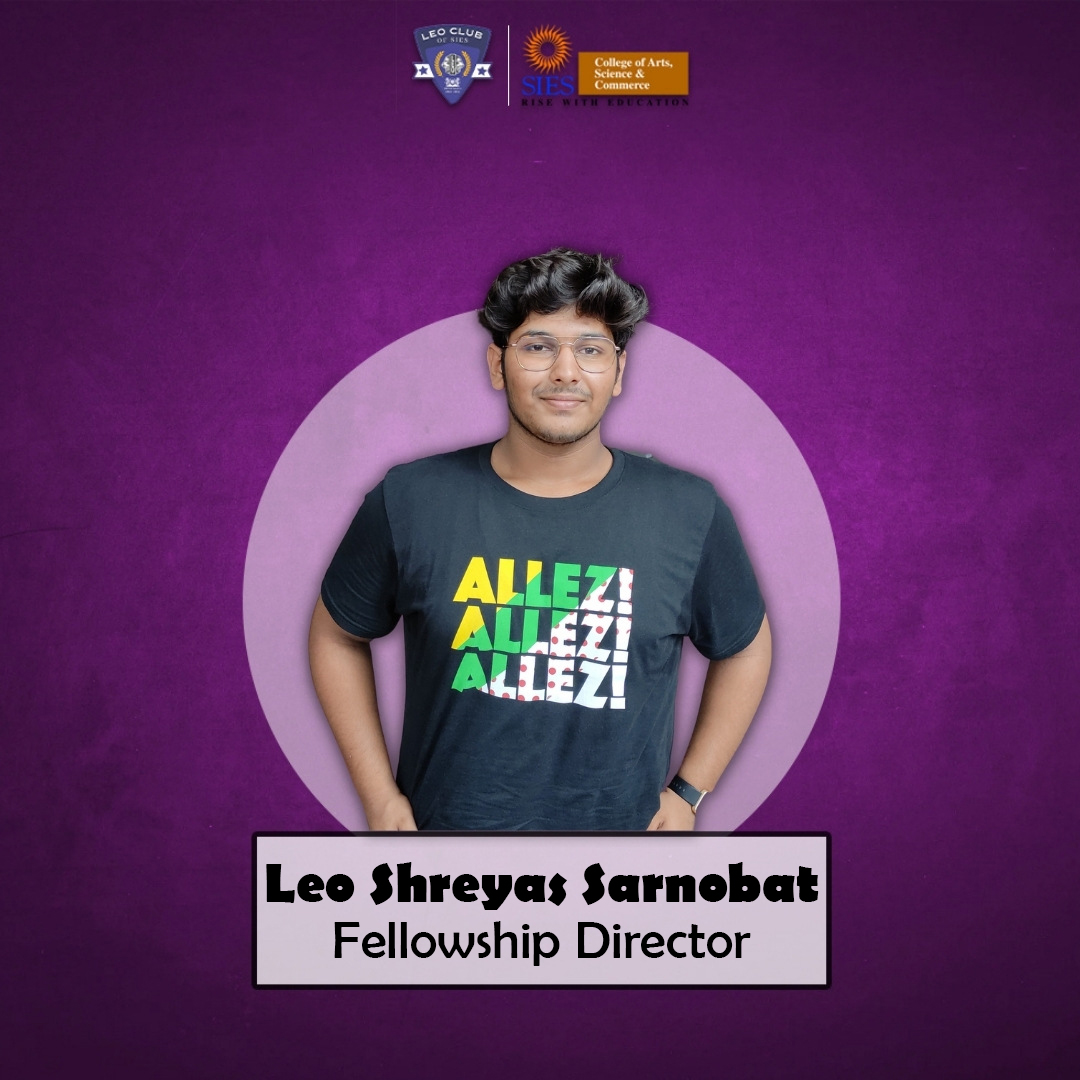 LEO CLUB
OF SIES
SIES
College of Arts,
Science &
Commerce
RISE WITH EDUCATION
ALLEZ!
ALLEZ!
ALLEZ!
Leo Shreyas Sarnobat
Fellowship Director